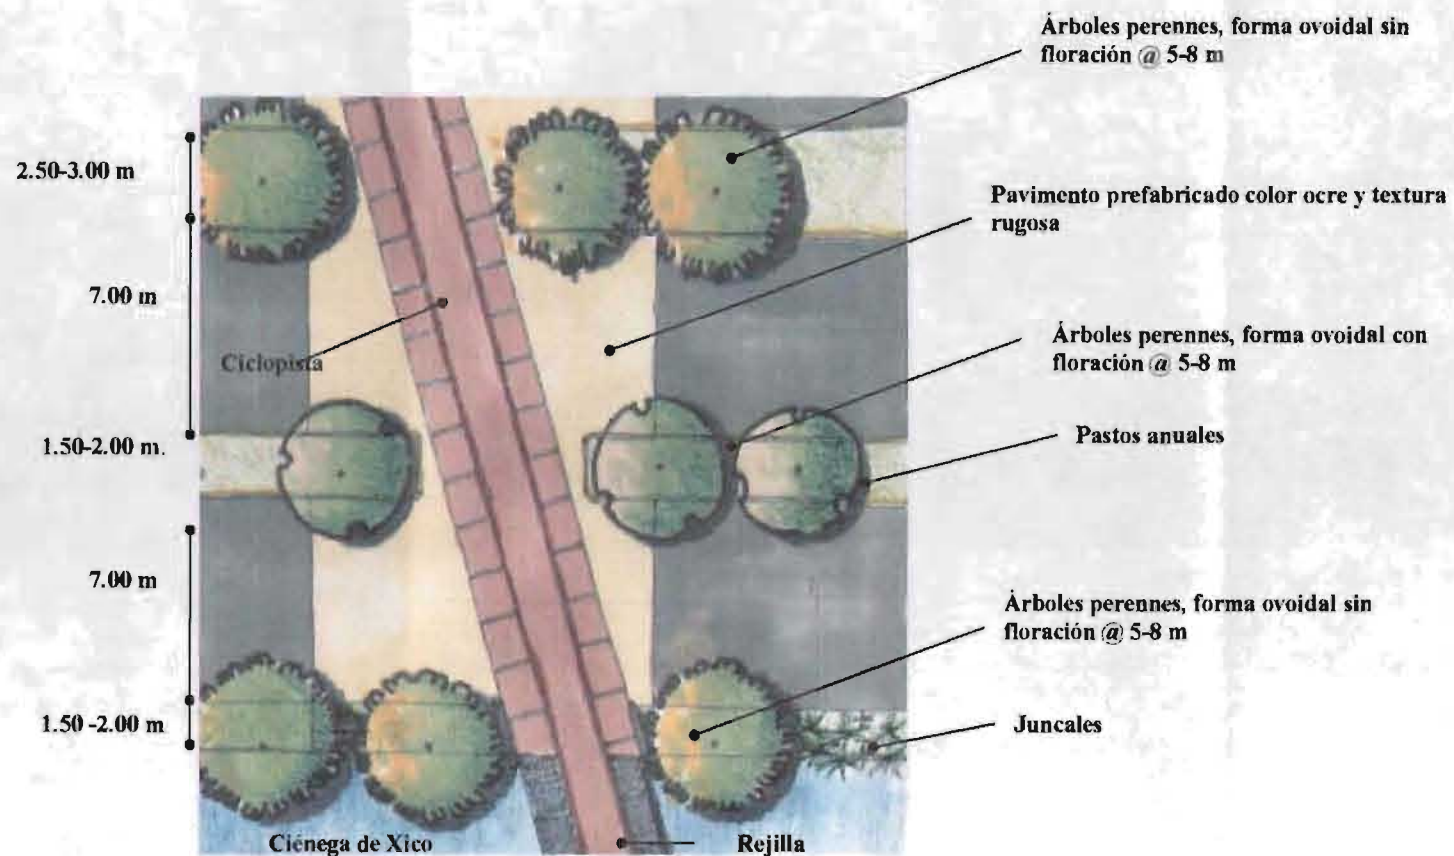 Árboles perennes, forma ovoidal sin
floración @ 5-8 m
2.50-3.00 m
Pavimento prefabricado color ocre y textura
rugosa
7.00 m
Árboles perennes, forma ovoidal con
floración @ 5-8 m
Ciclopista
1.50-2.00 m.
Pastos anuales
7.00 m
Árboles perennes, forma ovoidal sin
floración @ 5-8 m
1.50 -2.00 m
Juncales
Ciénega de Xico
Rejilla